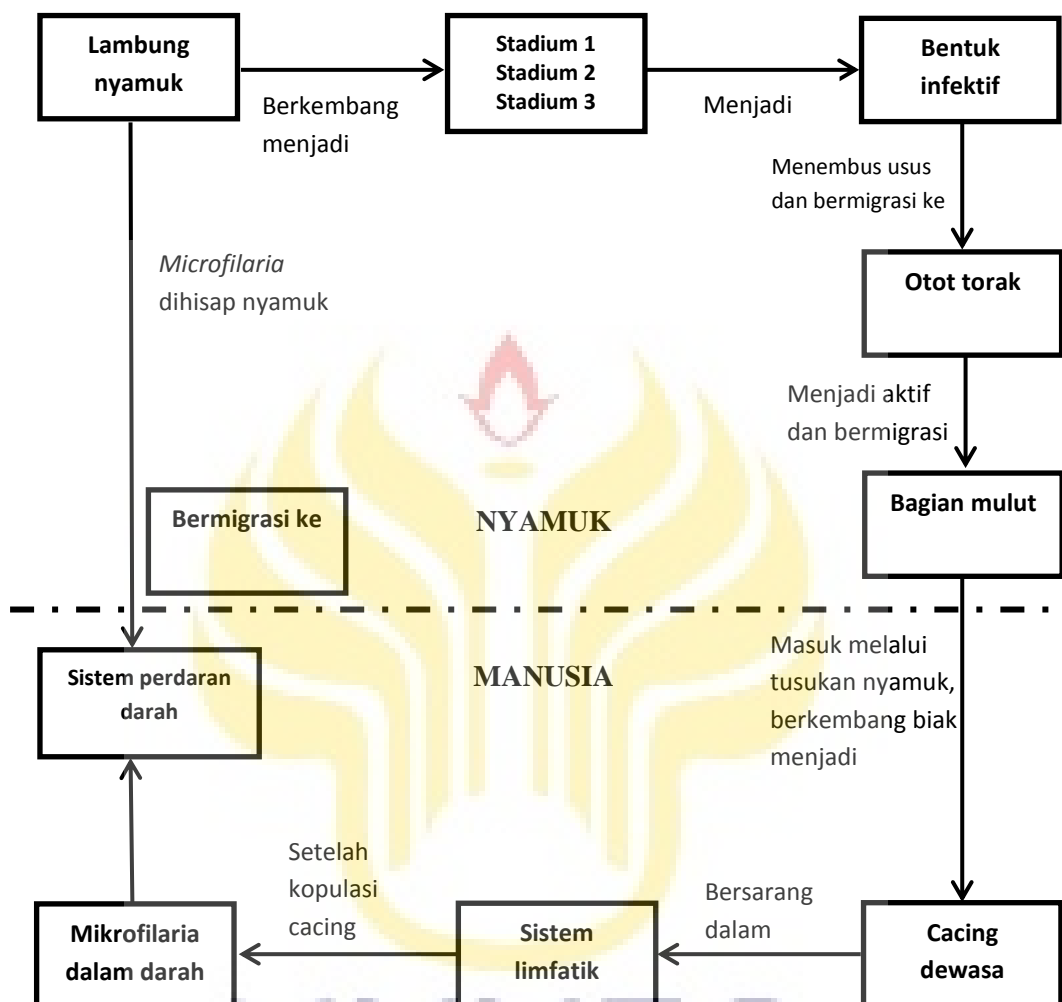 Lambung
nyamuk
Berkembang
menjadi
Stadium 1
Stadium 2
Stadium 3
Menjadi
Bentuk
infektif
Menembus usus
dan bermigrasi ke
Microfilaria
dihisap nyamuk
Otot torak
Menjadi aktif
dan bermigrasi
Bermigrasi ke
NYAMUK
Bagian mulut
Sistem perdaran
darah
MANUSIA
Masuk melalui
tusukan nyamuk,
berkembang biak
menjadi
Setelah
kopulasi
cacing
Bersarang
dalam
Mikrofilaria
dalam darah
Sistem
limfatik
Cacing
dewasa